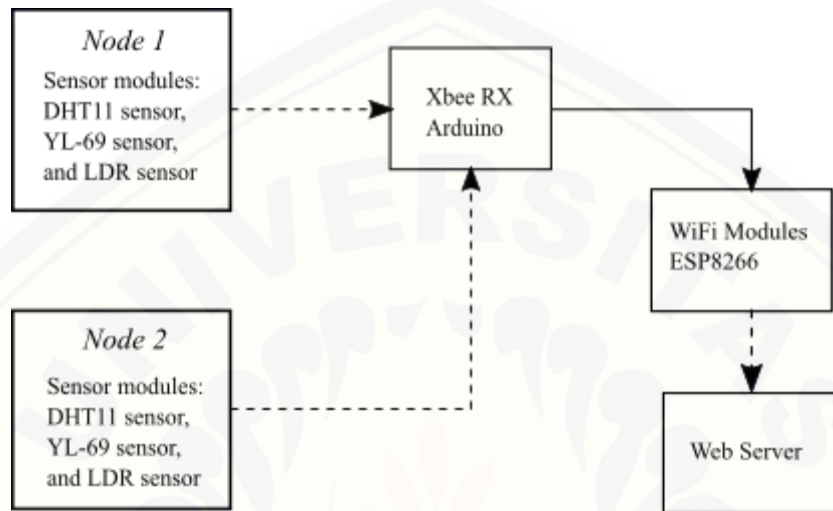 Node 1
Sensor modules:
DHT11 sensor,
YL-69 sensor,
and LDR sensor
Xbee RX
Arduino
WiFi Modules
ESP8266
Node 2
Sensor modules:
DHT11 sensor,
YL-69 sensor,
and LDR sensor
Web Server
UNIVERSITAS